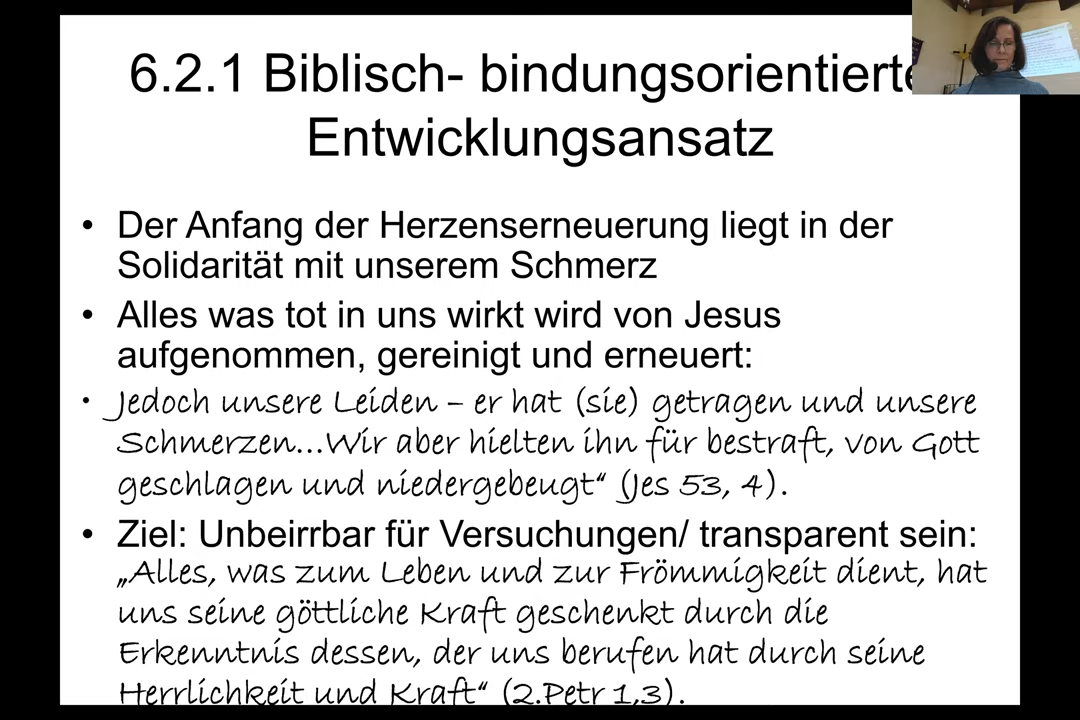 6.2.1 Biblisch- bindungsorientierte
Entwicklungsansatz
• Der Anfang der Herzenserneuerung liegt in der
Solidarität mit unserem Schmerz
• Alles was tot in uns wirkt wird von Jesus
aufgenommen, gereinigt und erneuert:
• Jedoch unsere Leiden – er hat (sie) getragen und unsere
Schmerzen...Wir aber hielten ihn für bestraft, von Gott
geschlagen und niedergebeugt“ (Jes 53, 4).
• Ziel: Unbeirrbar für Versuchungen/ transparent sein:
„Alles, was zum Leben und zur Frömmigkeit dient, hat
uns seine göttliche Kraft geschenkt durch die
Erkenntnis dessen, der uns berufen hat durch seine
Herrlichkeit und Kraft“ (2.Petr 1,3).